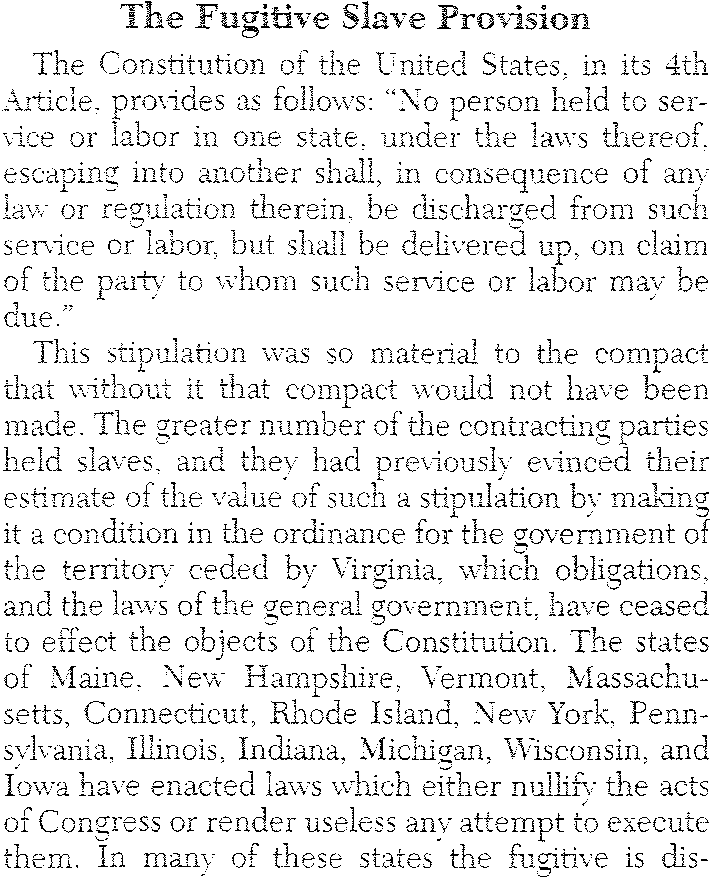 The Fugitive Slave Provision
The Constitution of the United States, in its 4th
Article, provides as follows: “No person held to ser-
vice or labor in one state, under the laws thereof,
escaping into another shall, in consequence of any
law or regulation therein, be discharged from such
service or labor, but shall be delivered up, on claim
of the party to whom such service or labor may be
due.”
This stipulation was so material to the compact
that without it that compact would not have been
made. The greater number of the contracting parties
held slaves, and they had previously evinced their
estimate of the value of such a stipulation by making
it a condition in the ordinance for the government of
the territory ceded by Virginia, which obligations,
and the laws of the general government, have ceased
to effect the objects of the Constitution. The states
of Maine, New Hampshire, Vermont, Massachu-
setts, Connecticut, Rhode Island, New York, Penn-
sylvania, Illinois, Indiana, Michigan, Wisconsin, and
Iowa have enacted laws which either nullify the acts
of Congress or render useless any attempt to execute
them. In many of these states the fugitive is dis-